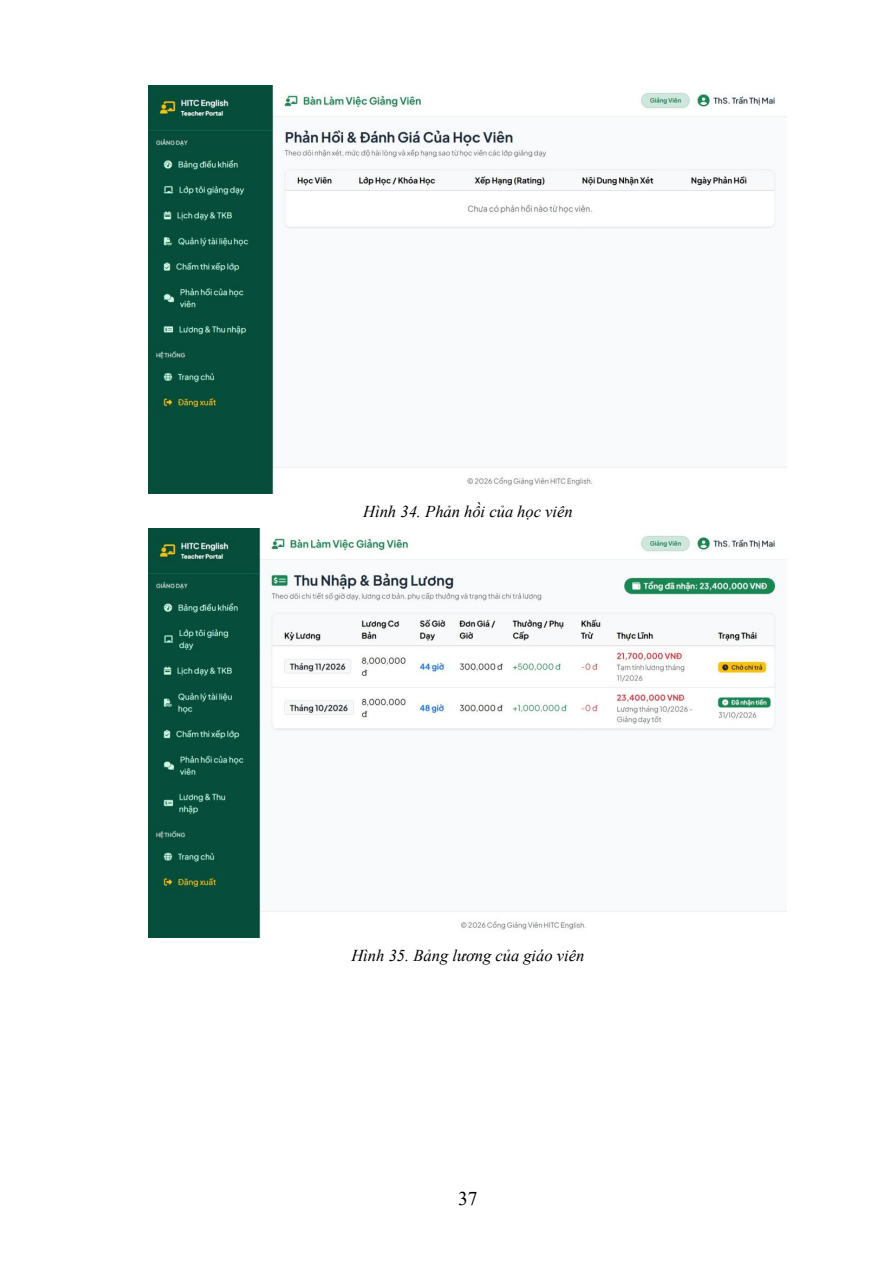 HITC English
Teacher Portal
GIẢNG DẠY
Bảng điều khiển
Lớp tôi giảng dạy
Lịch dạy & TKB
Quản lý tài liệu học
Chấm thi xếp lớp
Phản hồi của học
viên
Lương & Thu nhập
HỆ THỐNG
Trang chủ
Đăng xuất
Bàn Làm Việc Giảng Viên
Giảng Viên
ThS. Trần Thị Mai
Phản Hồi & Đánh Giá Của Học Viên
Theo dõi nhận xét, mức độ hài lòng và xếp hạng sao từ học viên các lớp giảng dạy
Học Viên Lớp Học / Khóa Học Xếp Hạng (Rating) Nội Dung Nhận Xét Ngày Phản Hồi
Chưa có phản hồi nào từ học viên.
© 2026 Cổng Giảng Viên HITC English.
Hình 34. Phản hồi của học viên
HITC English
Teacher Portal
GIẢNG DẠY
Bảng điều khiển
Lớp tôi giảng
dạy
Lịch dạy & TKB
Quản lý tài liệu
học
Chấm thi xếp lớp
Phản hồi của học
viên
Lương & Thu
nhập
HỆ THỐNG
Trang chủ
Đăng xuất
Bàn Làm Việc Giảng Viên
Giảng Viên
ThS. Trần Thị Mai
Thu Nhập & Bảng Lương
Theo dõi chi tiết số giờ dạy, lương cơ bản, phụ cấp thưởng và trạng thái chi trả lương
Tổng đã nhận: 23,400,000 VNĐ
Lương Cơ Số Giờ Đơn Giá / Thưởng / Phụ Khấu
Kỳ Lương Bản Dạy Giờ Cấp Trừ Thực Lĩnh Trạng Thái
21,700,000 VNĐ
Tháng 11/2026 8,000,000 44 giờ 300,000 đ +500,000 đ -0 đ Tạm tính lương tháng Chờ chi trả
đ 11/2026
23,400,000 VNĐ Đã nhận tiền
Tháng 10/2026 8,000,000 48 giờ 300,000 đ +1,000,000 đ -0 đ Lương tháng 10/2026 - 31/10/2026
đ Giảng dạy tốt
© 2026 Cổng Giảng Viên HITC English.
Hình 35. Bảng lương của giáo viên
37